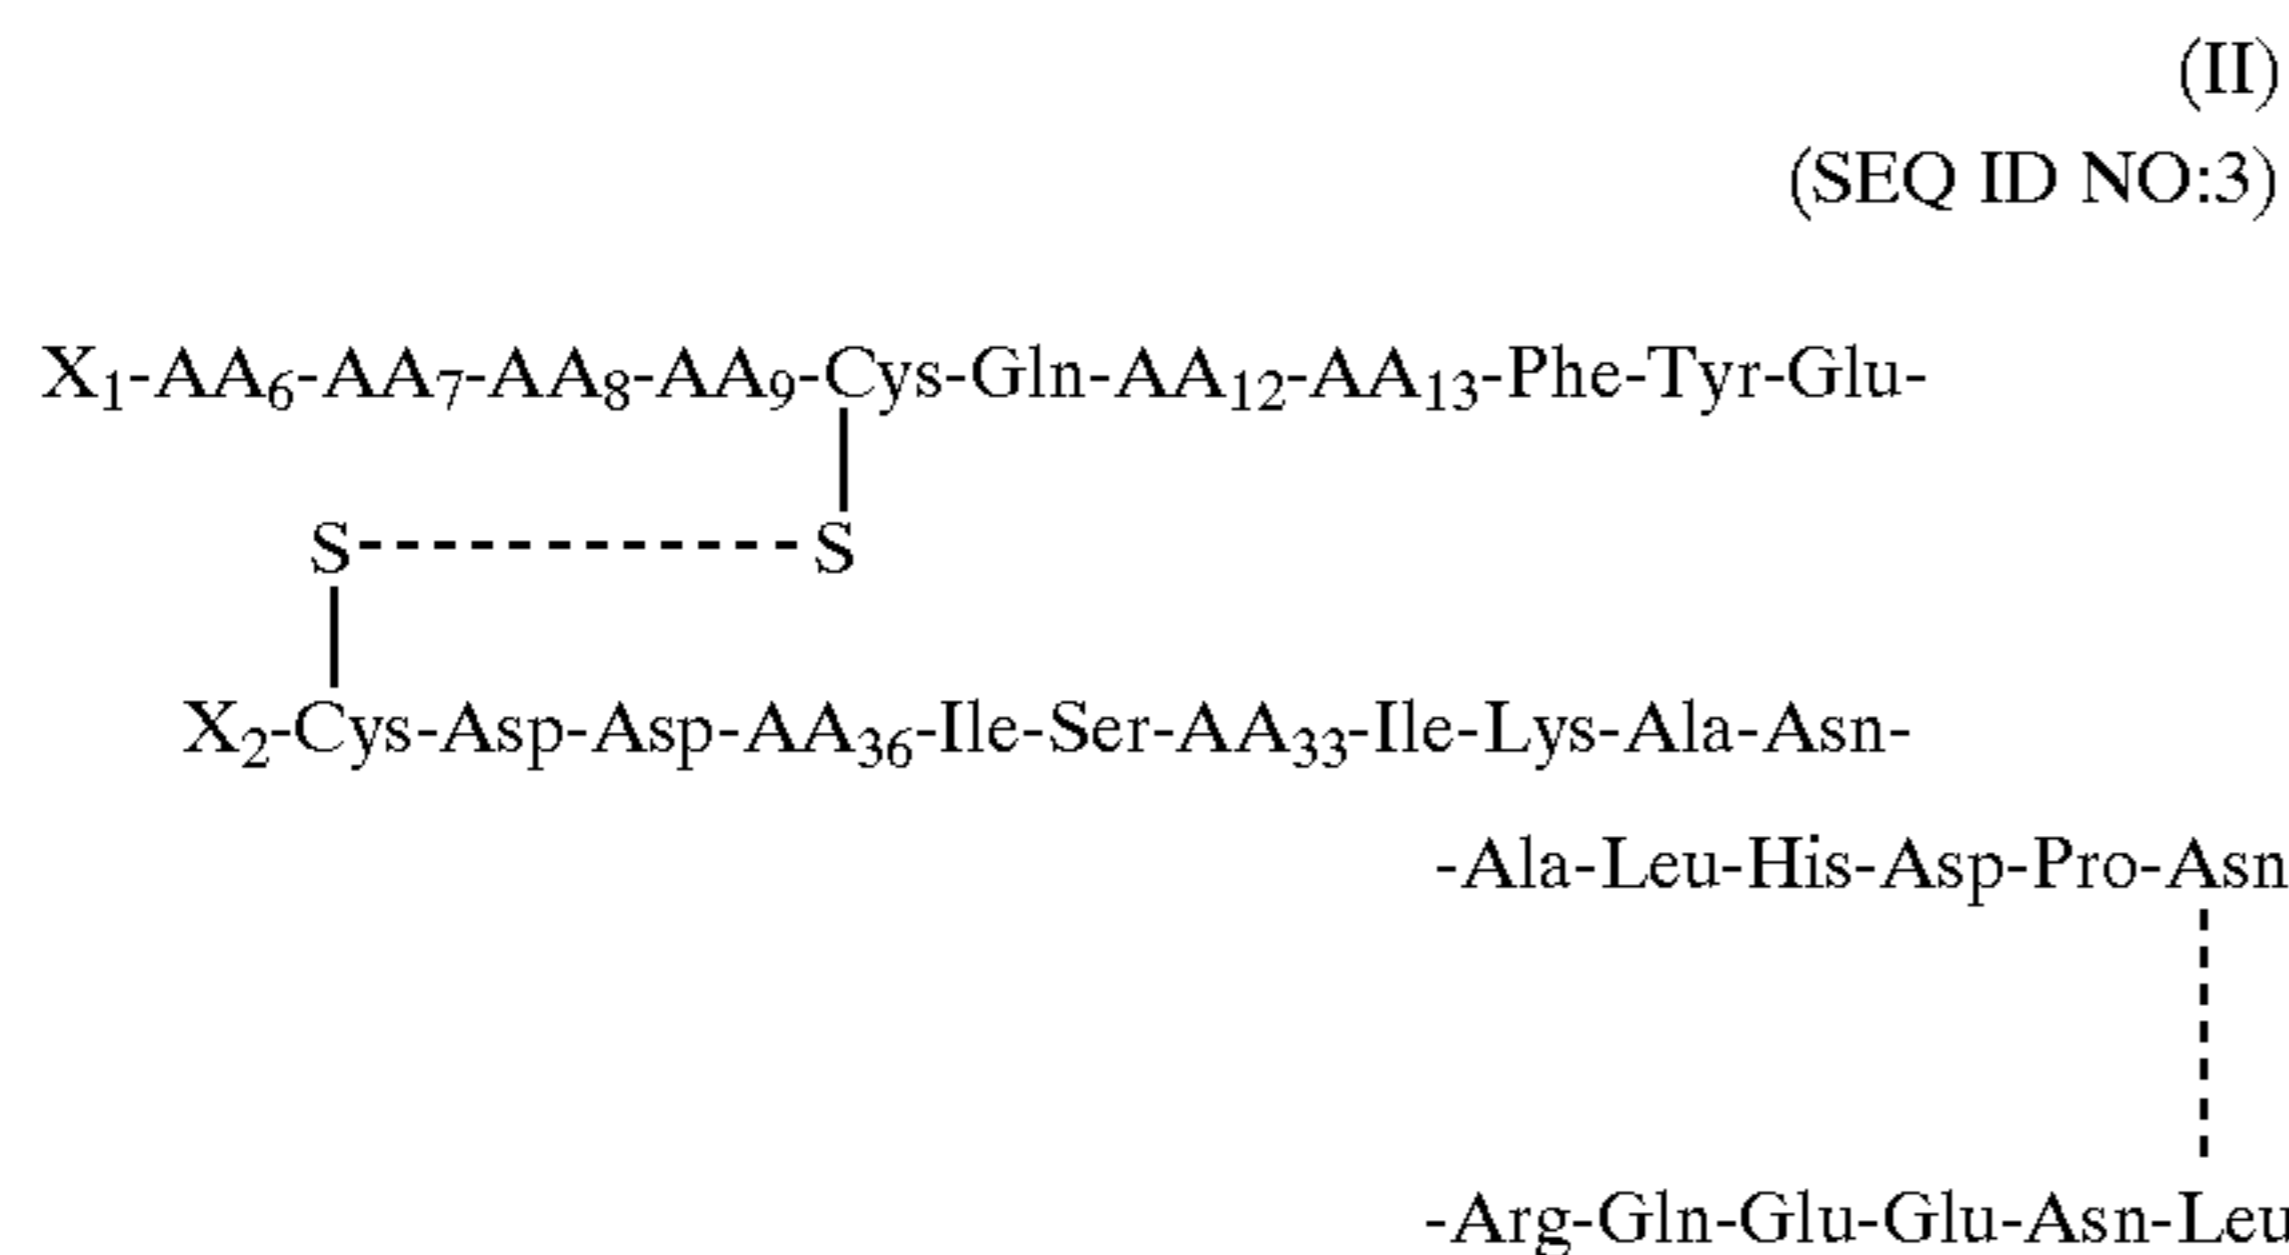 (II)
(SEQ ID NO:3)
X₁-AA₆-AA₇-AA₈-AA₉-Cys-Gln-AA₁₂-AA₁₃-Phe-Tyr-Glu-
S-------------S
X₂-Cys-Asp-Asp-AA₃₆-Ile-Ser-AA₃₃-Ile-Lys-Ala-Asn-
-Ala-Leu-His-Asp-Pro-Asn
-Arg-Gln-Glu-Glu-Asn-Leu